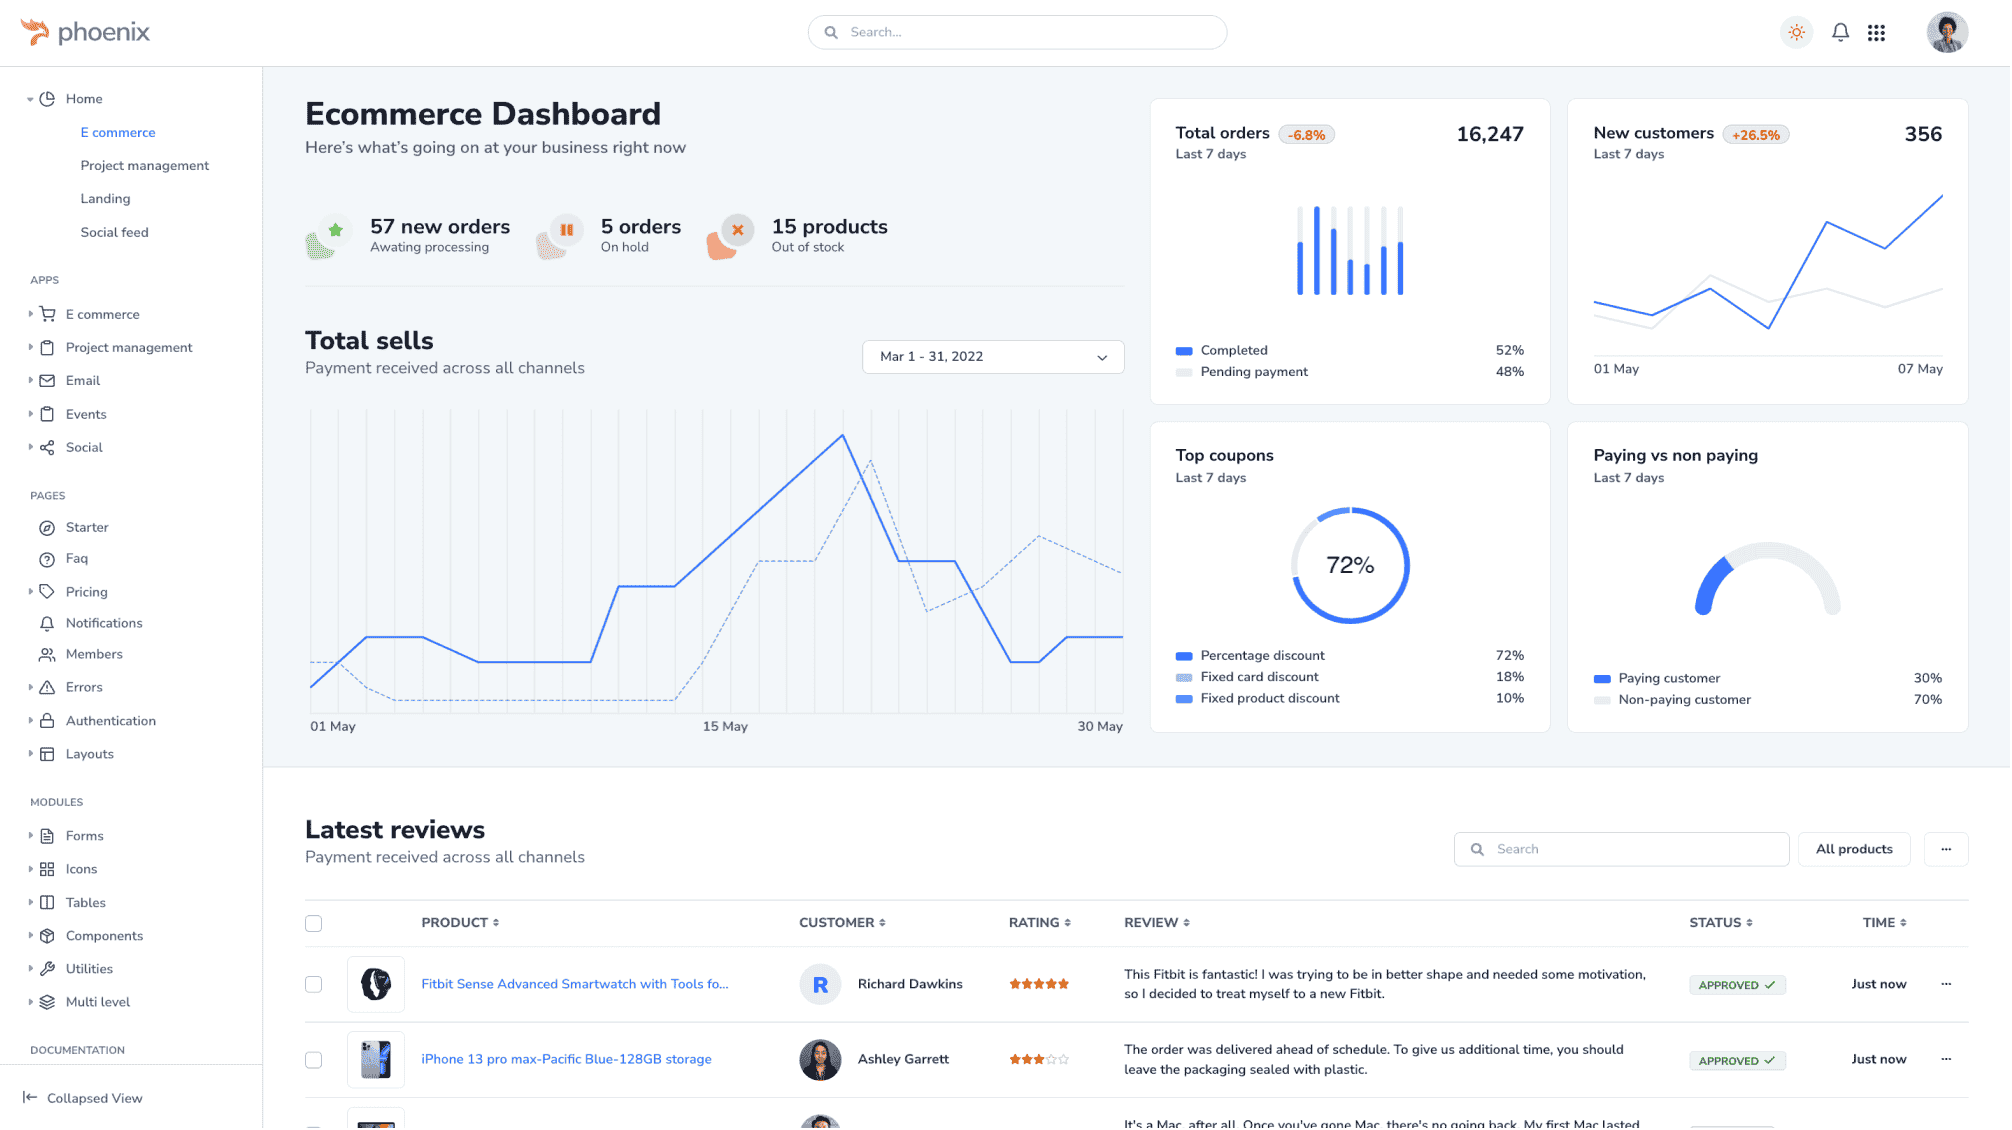 phoenix
Search...
Home
E commerce
Project management
Landing
Social feed
APPS
E commerce
Project management
Email
Events
Social
PAGES
Starter
Faq
Pricing
Notifications
Members
Errors
Authentication
Layouts
MODULES
Forms
Icons
Tables
Components
Utilities
Multi level
DOCUMENTATION
Collapsed View
Ecommerce Dashboard
Here's what's going on at your business right now
57 new orders
Awating processing
5 orders
On hold
15 products
Out of stock
Total sells
Payment received across all channels
Mar 1 - 31, 2022
01 May
15 May
30 May
Total orders -6.8% 16,247
Last 7 days
Completed 52%
Pending payment 48%
New customers +26.5% 356
Last 7 days
01 May 07 May
Top coupons
Last 7 days
72%
Percentage discount 72%
Fixed card discount 18%
Fixed product discount 10%
Paying vs non paying
Last 7 days
Paying customer 30%
Non-paying customer 70%
Latest reviews
Payment received across all channels
Search
All products
...
PRODUCT CUSTOMER RATING REVIEW STATUS TIME
Fitbit Sense Advanced Smartwatch with Tools fo...
R
Richard Dawkins
This Fitbit is fantastic! I was trying to be in better shape and needed some motivation,
so I decided to treat myself to a new Fitbit.
APPROVED
Just now
...
iPhone 13 pro max-Pacific Blue-128GB storage
Ashley Garrett
The order was delivered ahead of schedule. To give us additional time, you should
leave the packaging sealed with plastic.
APPROVED
Just now
...
It's a Mac, after all. Once you've gone Mac, there's no going back. My first Mac lasted